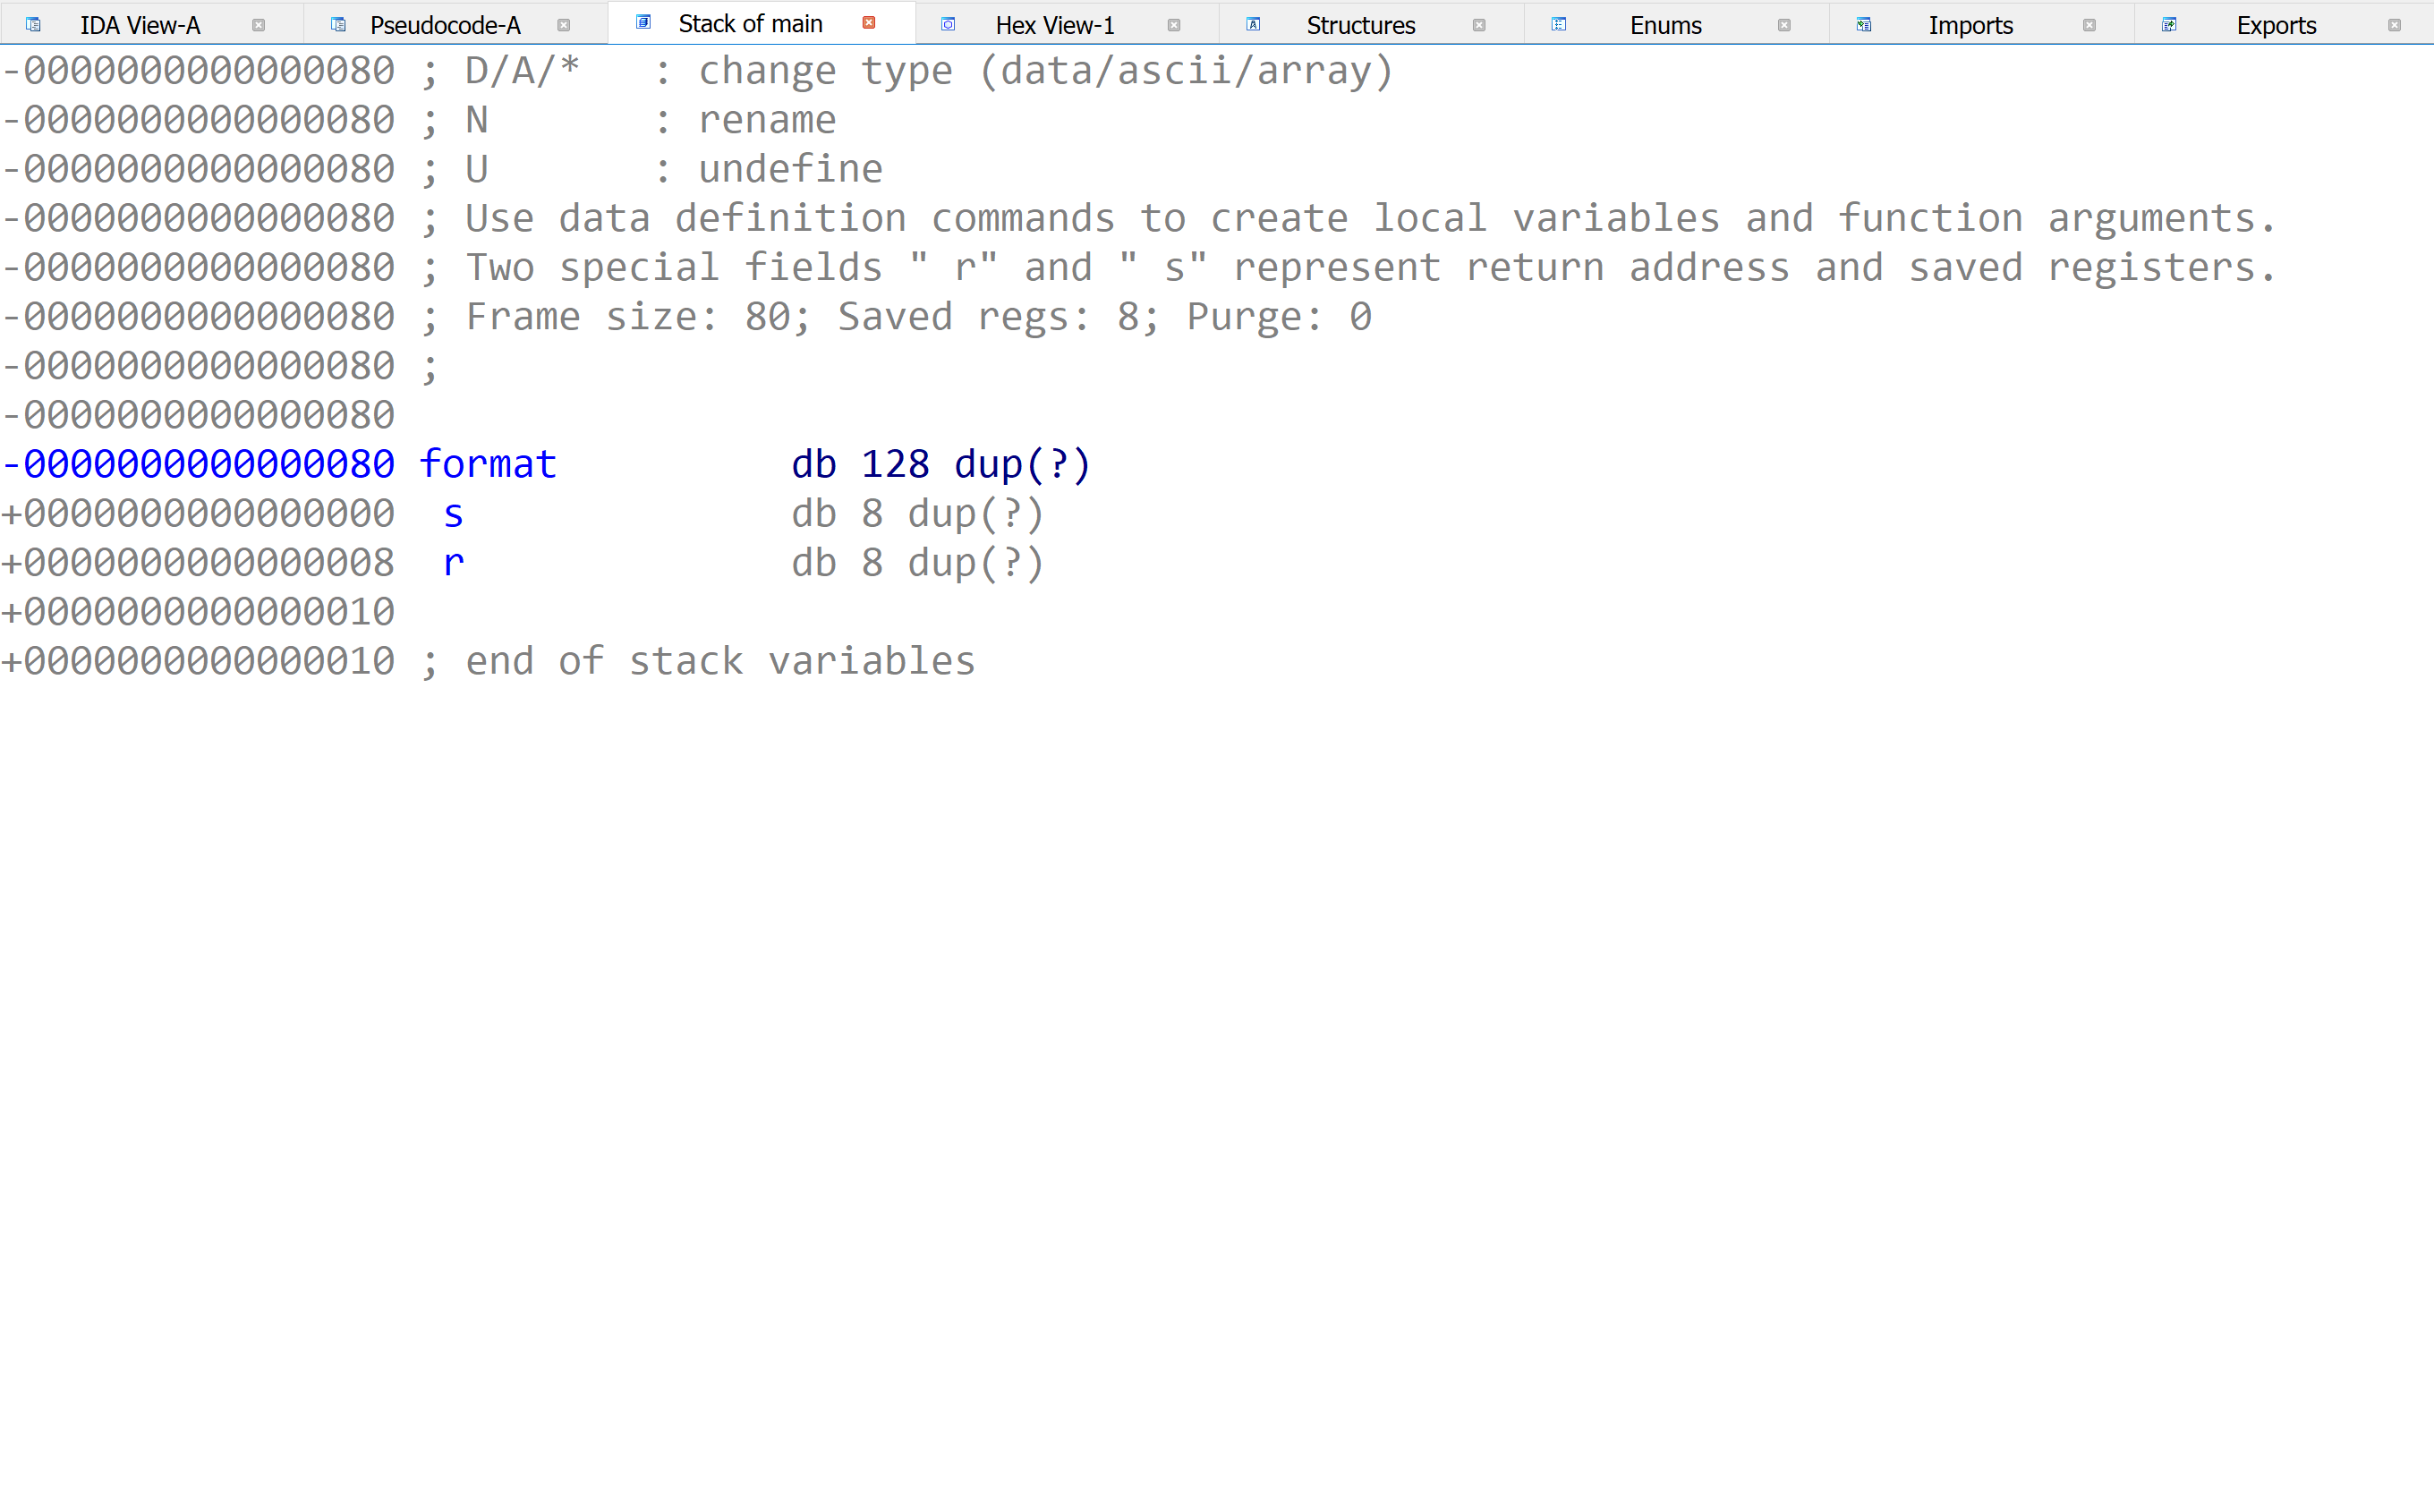 IDA View-A Pseudocode-A Stack of main Hex View-1 Structures Enums Imports Exports
-0000000000000080 ; D/A/*   : change type (data/ascii/array)
-0000000000000080 ; N       : rename
-0000000000000080 ; U       : undefine
-0000000000000080 ; Use data definition commands to create local variables and function arguments.
-0000000000000080 ; Two special fields " r" and " s" represent return address and saved registers.
-0000000000000080 ; Frame size: 80; Saved regs: 8; Purge: 0
-0000000000000080 ;
-0000000000000080
-0000000000000080 format          db 128 dup(?)
+0000000000000000  s              db 8 dup(?)
+0000000000000008  r              db 8 dup(?)
+0000000000000010
+0000000000000010 ; end of stack variables